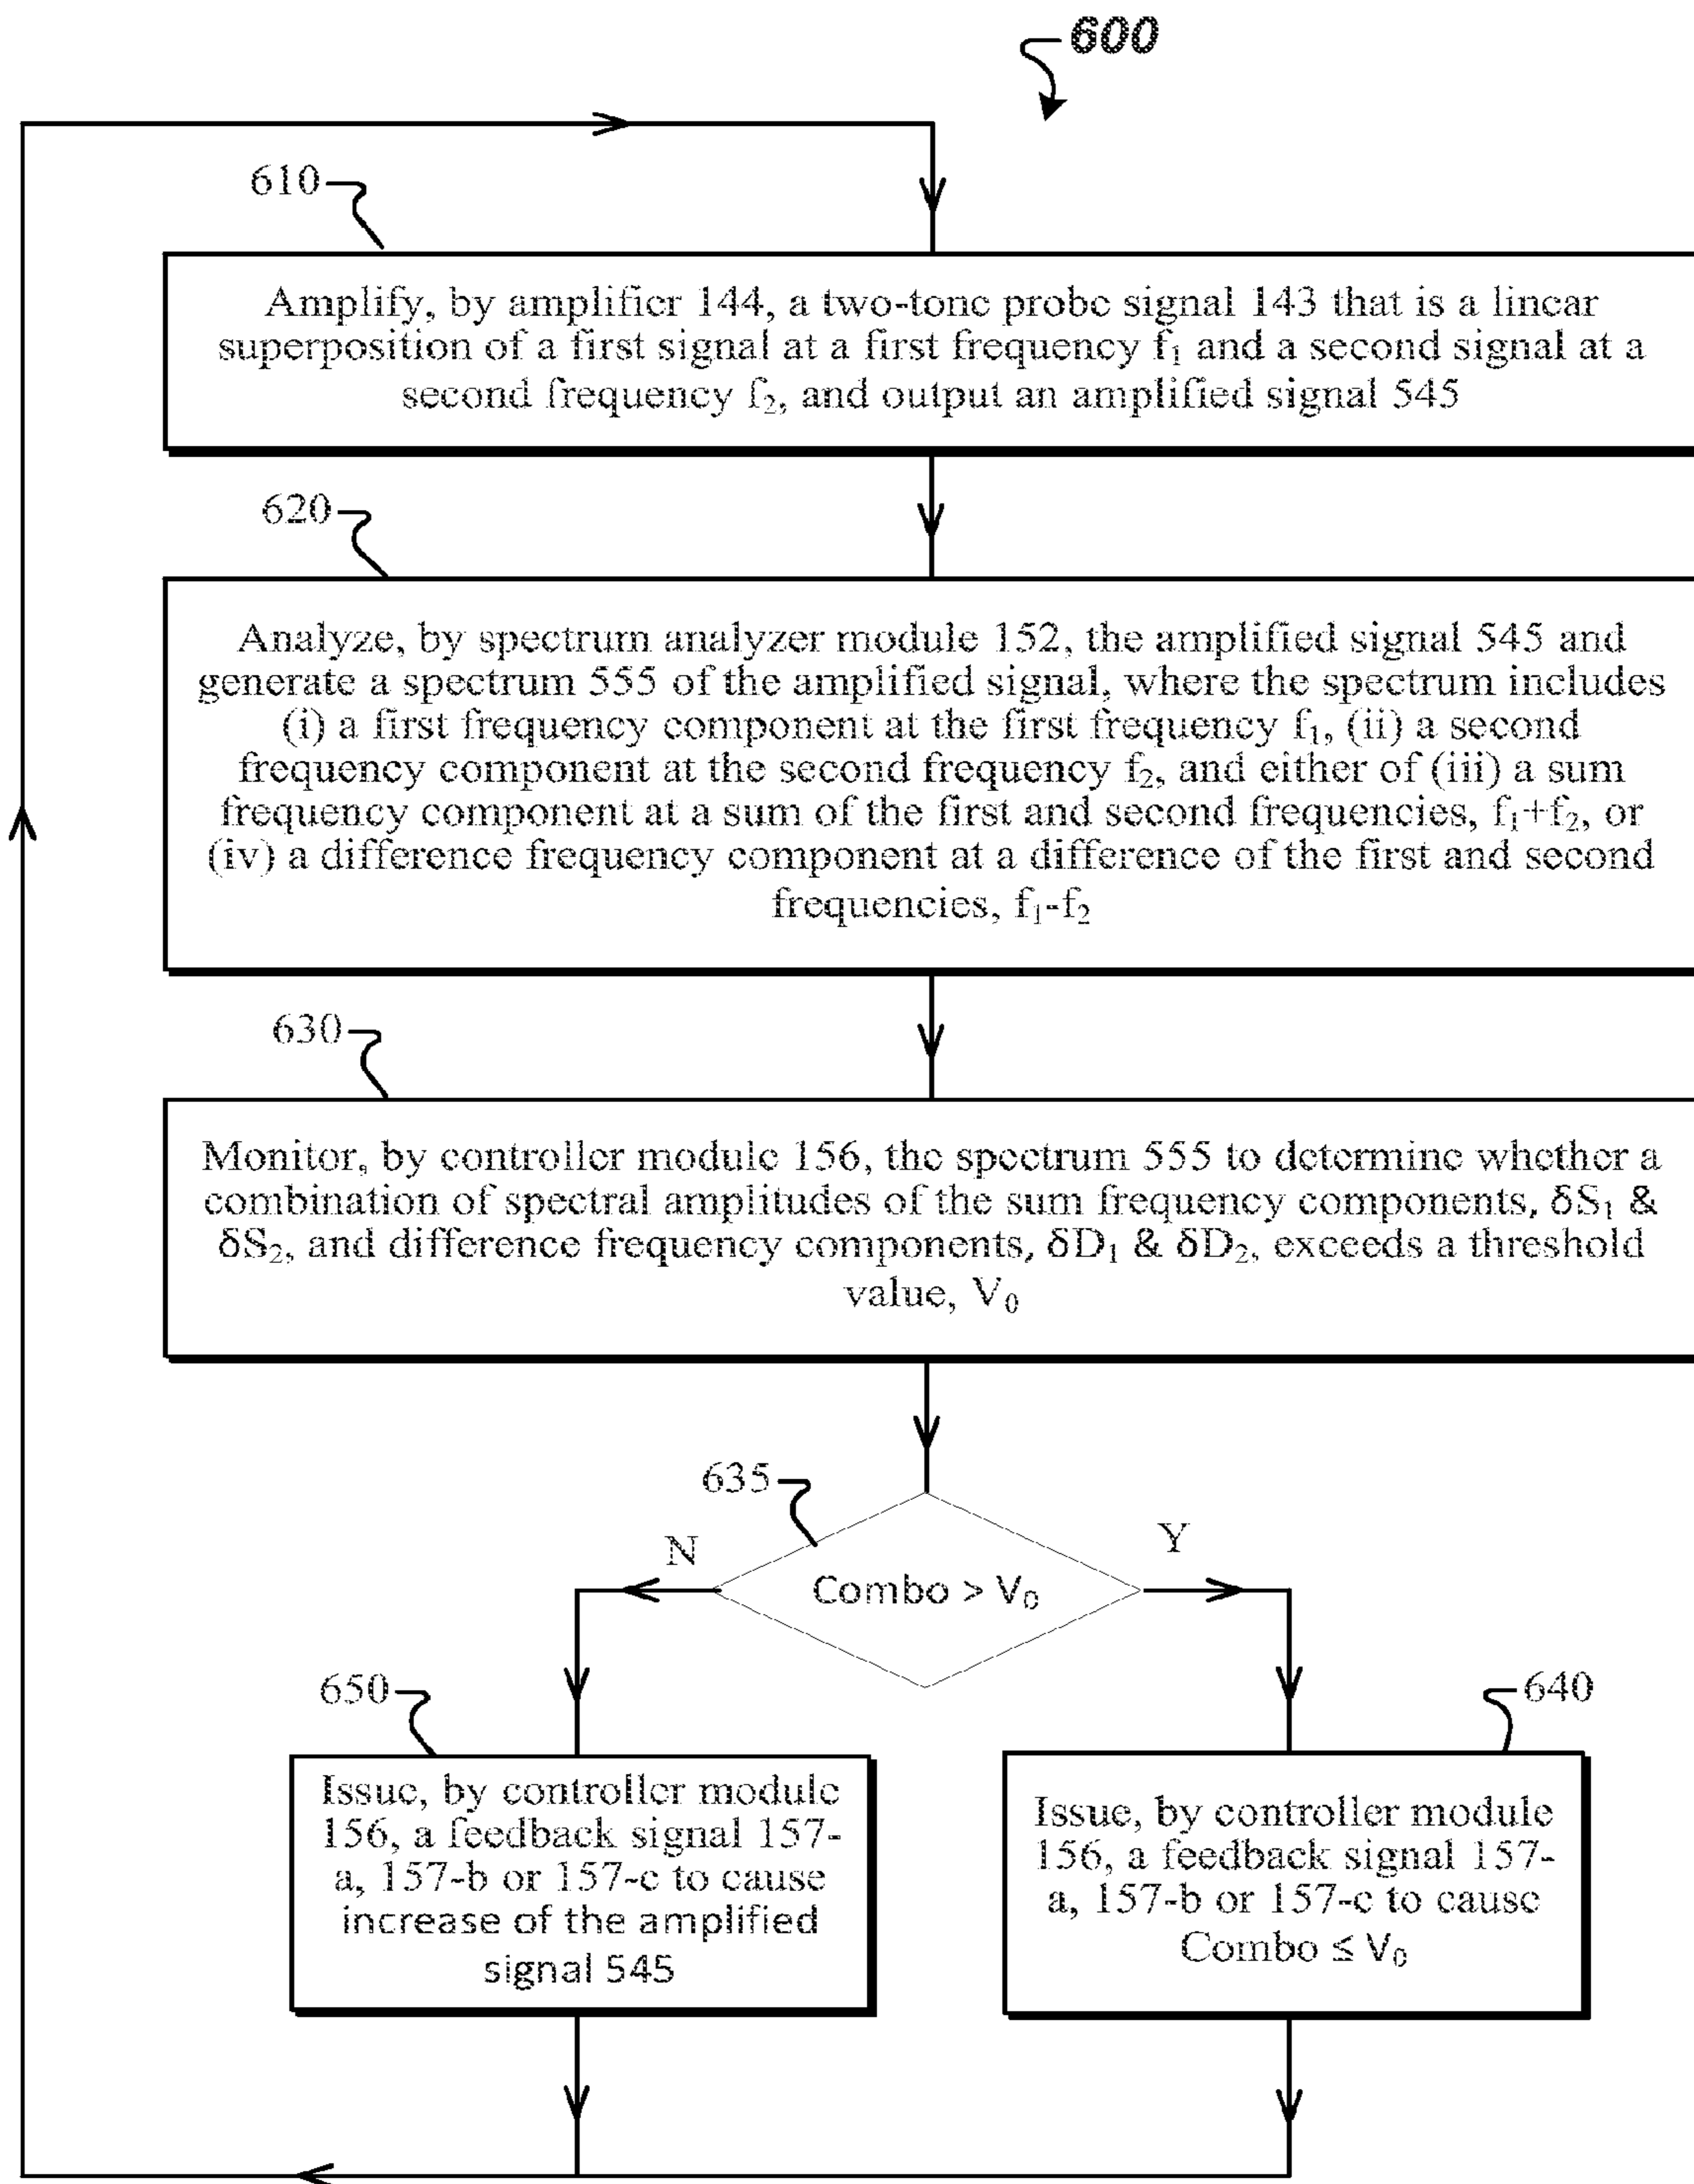 600
610
Amplify, by amplifier 144, a two-tone probe signal 143 that is a linear
superposition of a first signal at a first frequency f₁ and a second signal at a
second frequency f₂, and output an amplified signal 545
620
Analyze, by spectrum analyzer module 152, the amplified signal 545 and
generate a spectrum 555 of the amplified signal, where the spectrum includes
(i) a first frequency component at the first frequency f₁, (ii) a second
frequency component at the second frequency f₂, and either of (iii) a sum
frequency component at a sum of the first and second frequencies, f₁+f₂, or
(iv) a difference frequency component at a difference of the first and second
frequencies, f₁-f₂
630
Monitor, by controller module 156, the spectrum 555 to determine whether a
combination of spectral amplitudes of the sum frequency components, δS₁ &
δS₂, and difference frequency components, δD₁ & δD₂, exceeds a threshold
value, V₀
635
N
Y
Combo > V₀
650
Issue, by controller module
156, a feedback signal 157-
a, 157-b or 157-c to cause
increase of the amplified
signal 545
640
Issue, by controller module
156, a feedback signal 157-
a, 157-b or 157-c to cause
Combo ≤ V₀